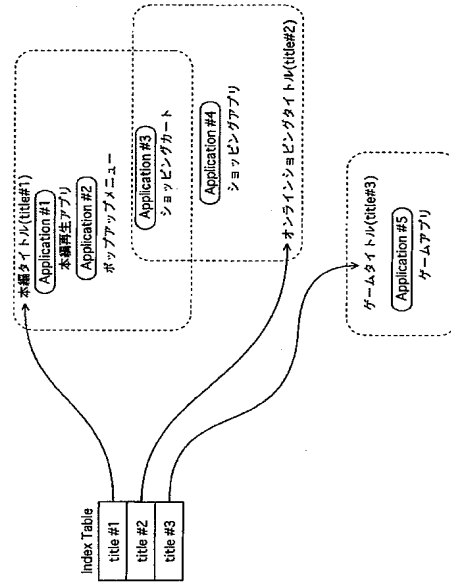 Index Table
title #1
title #2
title #3
本編タイトル(title#1)
Application #1
本編再生アプリ
Application #2
ポップアップメニュー
Application #3
ショッピングカート
Application #4
ショッピングアプリ
オンラインショッピングタイトル(title#2)
ゲームタイトル(title#3)
Application #5
ゲームアプリ